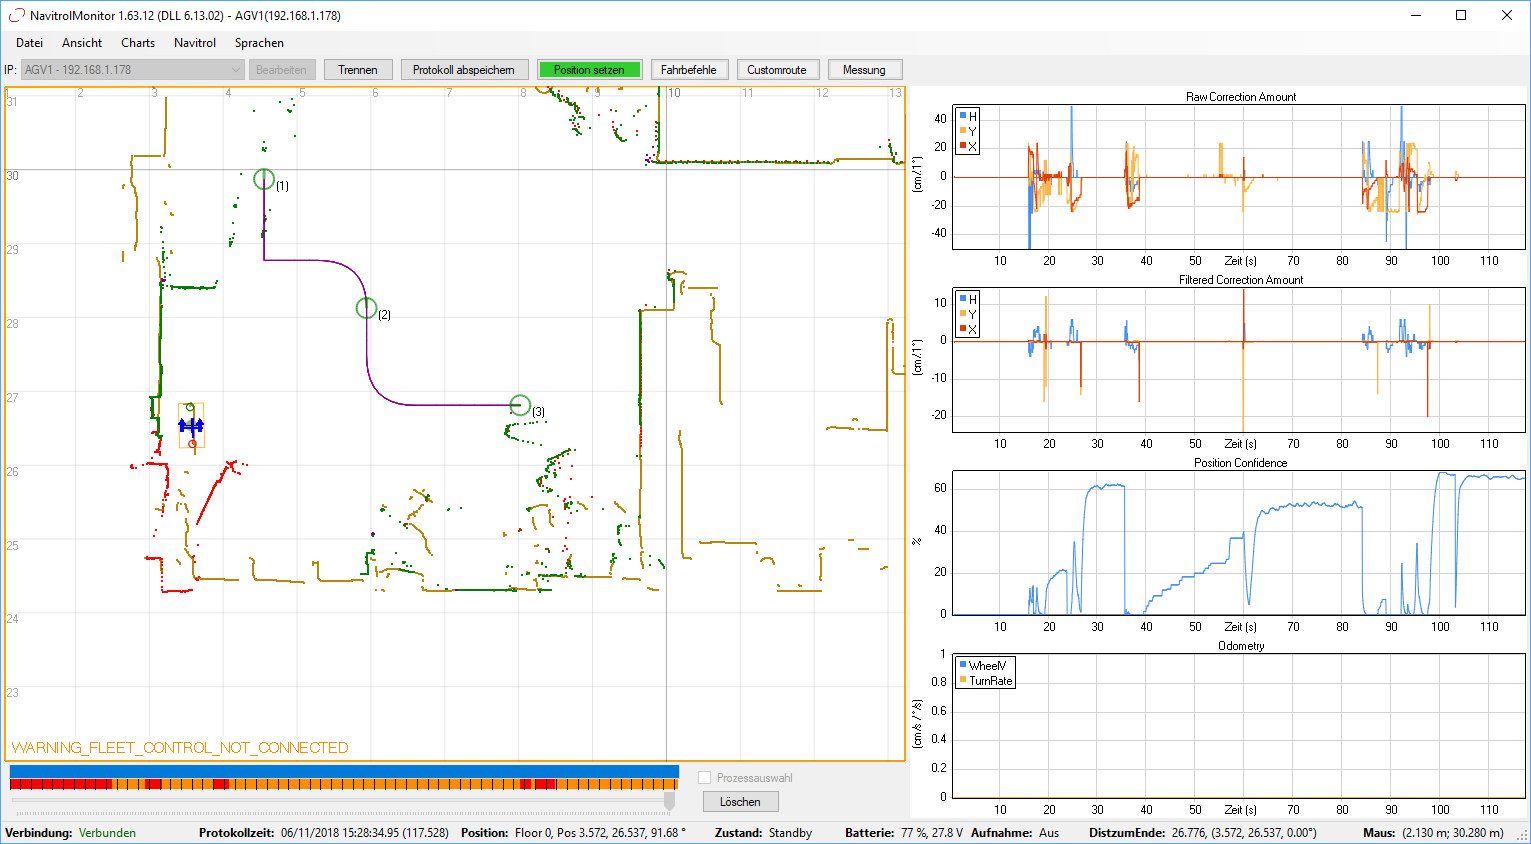 NavitrolMonitor 1.63.12 (DLL 6.13.02) - AGV1(192.168.1.178)
Datei Ansicht Charts Navitrol Sprachen
IP: AGV1 - 192.168.1.178 Bearbeiten Trennen Protokoll abspeichern Position setzen Fahrbefehle Customroute Messung
1 2 3 4 5 6 7 8 9 10 11 12 13
31
30
29
28
27
26
25
24
23
(1)
(2)
(3)
WARNING_FLEET_CONTROL_NOT_CONNECTED
Prozessauswahl
Löschen
Raw Correction Amount
H
Y
X
(cm/1°)
40
20
0
-20
-40
10 20 30 40 50 Zeit (s) 60 70 80 90 100 110
Filtered Correction Amount
H
Y
X
(cm/1°)
10
0
-10
-20
10 20 30 40 50 Zeit (s) 60 70 80 90 100 110
Position Confidence
%
60
40
20
0
10 20 30 40 50 Zeit (s) 60 70 80 90 100 110
Odometry
WheelV
TurnRate
(cm/s /°/s)
1
0.8
0.6
0.4
0.2
0
10 20 30 40 50 Zeit (s) 60 70 80 90 100 110
Verbindung: Verbunden Protokollzeit: 06/11/2018 15:28:34.95 (117.528) Position: Floor 0, Pos 3.572, 26.537, 91.68 ° Zustand: Standby Batterie: 77 %, 27.8 V Aufnahme: Aus DistzumEnde: 26.776, (3.572, 26.537, 0.00°) Maus: (2.130 m; 30.280 m)